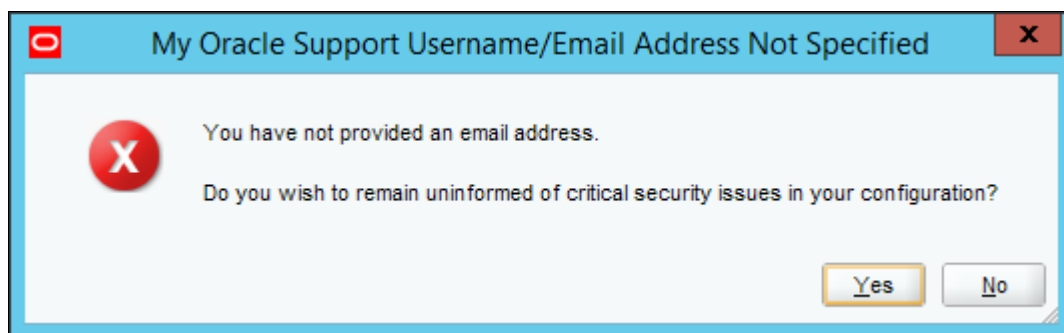 My Oracle Support Username/Email Address Not Specified
You have not provided an email address.
Do you wish to remain uninformed of critical security issues in your configuration?
Yes No